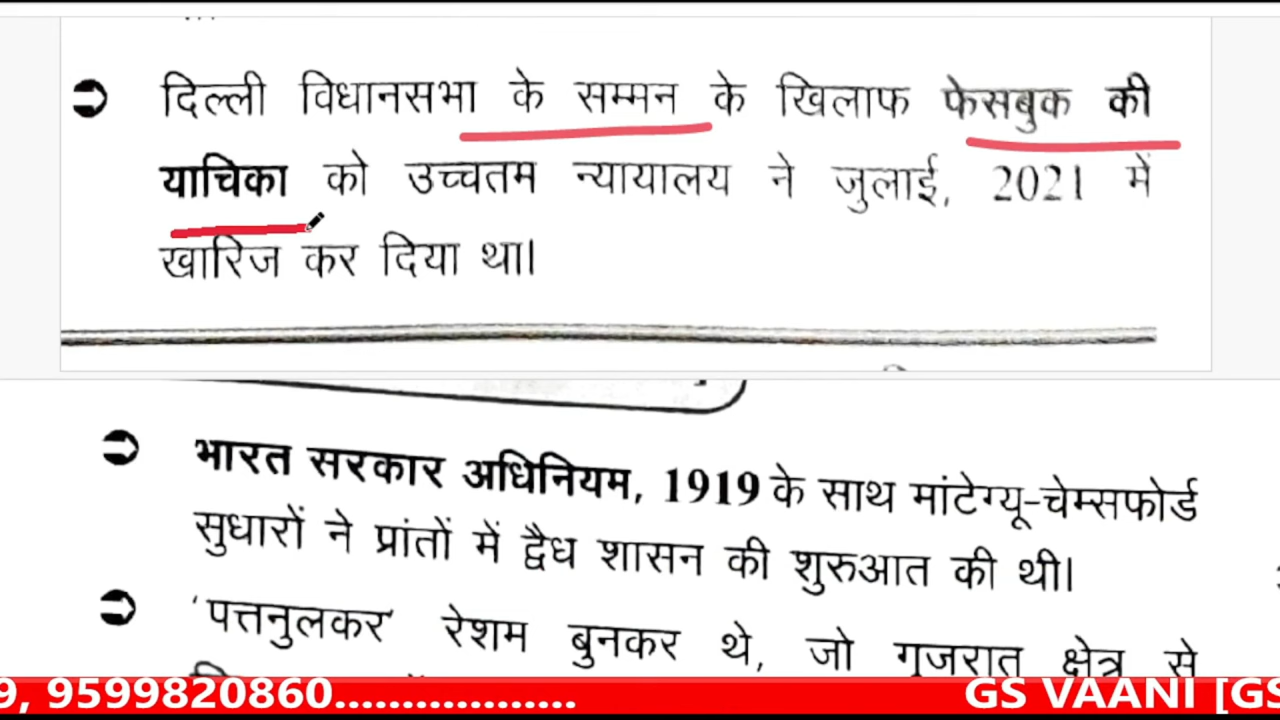 दिल्ली विधानसभा के सम्मन के खिलाफ फेसबुक की
याचिका को उच्चतम न्यायालय ने जुलाई, 2021 में
खारिज कर दिया था।
भारत सरकार अधिनियम, 1919 के साथ मांटेग्यू-चेम्सफोर्ड
सुधारों ने प्रांतों में द्वैध शासन की शुरुआत की थी।
'पत्तनुलकर' रेशम बुनकर थे, जो गुजरात क्षेत्र से
9, 9599820860.................. GS VAANI [GS